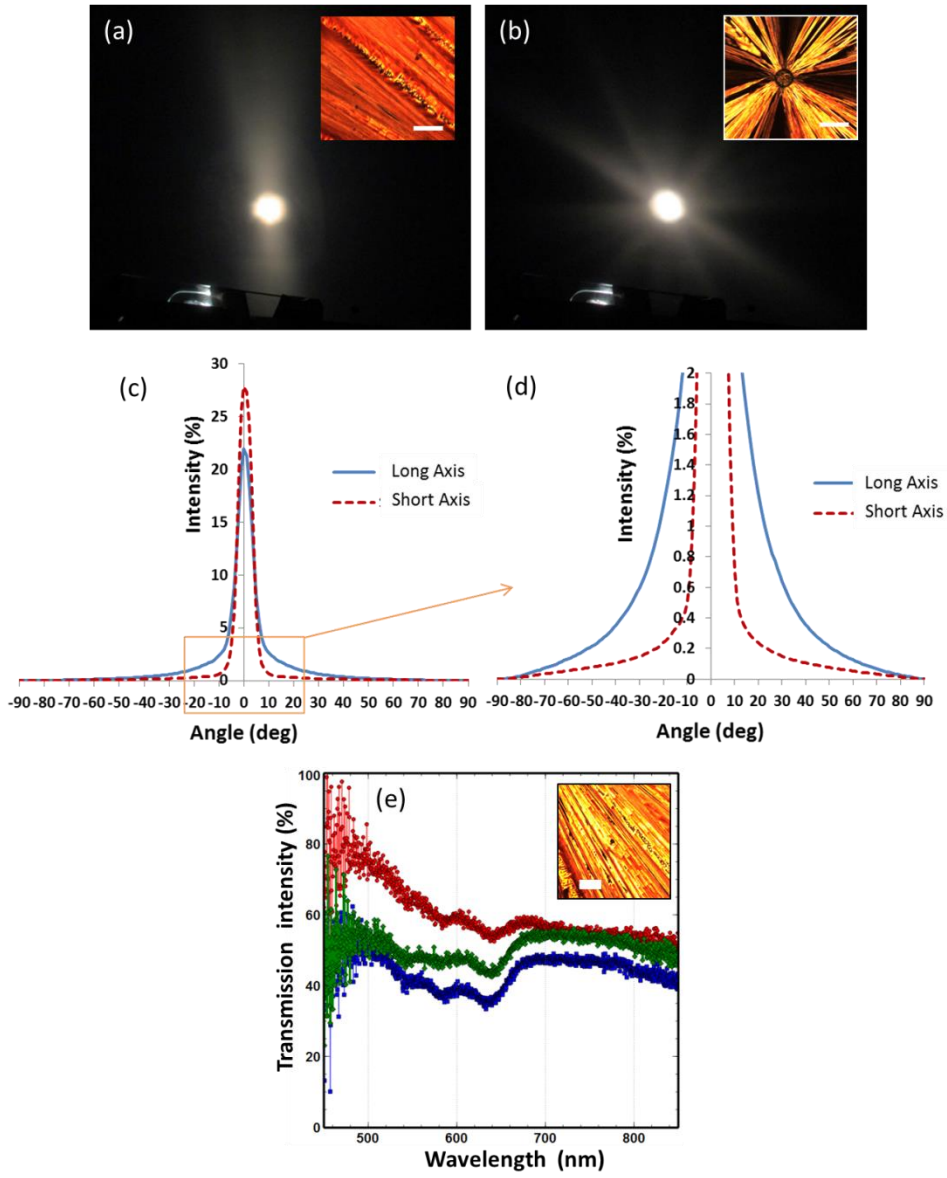 (a)
(b)
(c)
30
25
20
15
10
5
0
Intensity (%)
Long Axis
Short Axis
-90 -80 -70 -60 -50 -40 -30 -20 -10 0 10 20 30 40 50 60 70 80 90
Angle (deg)
(d)
2
1.8
1.6
1.4
1.2
1
0.8
0.6
0.4
0.2
0
Intensity (%)
Long Axis
Short Axis
-90 -80 -70 -60 -50 -40 -30 -20 -10 0 10 20 30 40 50 60 70 80 90
Angle (deg)
(e)
100
80
60
40
20
0
Transmission intensity (%)
500 600 700 800
Wavelength (nm)